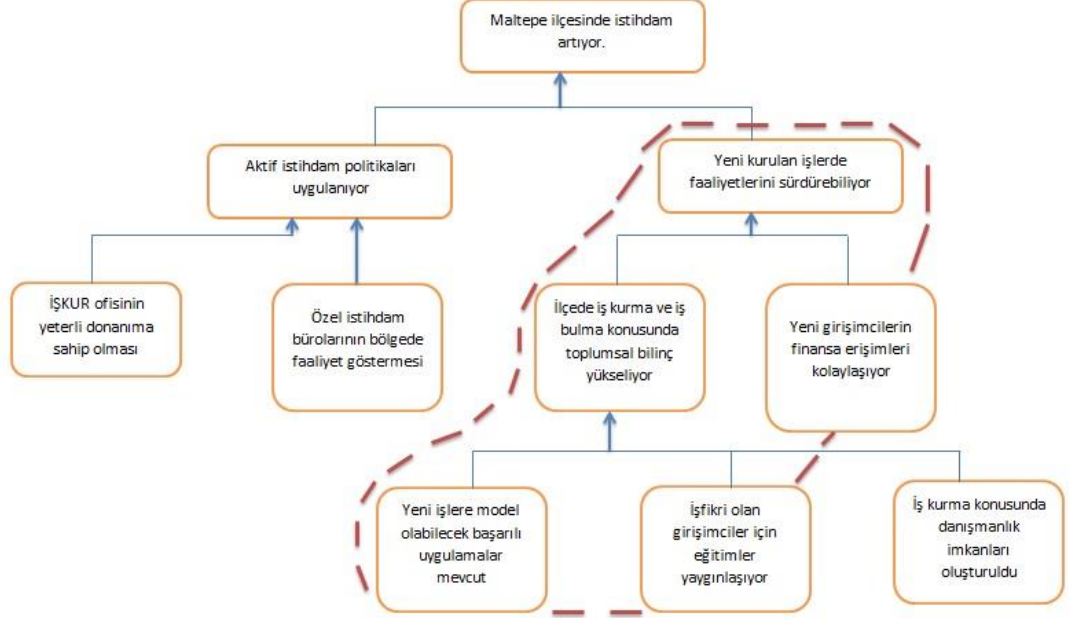 Maltepe ilçesinde istihdam
artıyor.
Aktif istihdam politikaları
uygulanıyor
Yeni kurulan işlerde
faaliyetlerini sürdürebiliyor
İŞKUR ofisinin
yeterli donanıma
sahip olması
Özel istihdam
bürolarının bölgede
faaliyet göstermesi
İlçede iş kurma ve iş
bulma konusunda
toplumsal bilinç
yükseliyor
Yeni girişimcilerin
finansa erişimleri
kolaylaşıyor
Yeni işlere model
olabilecek başarılı
uygulamalar
mevcut
İşfikri olan
girişimciler için
eğitimler
yaygınlaşıyor
İş kurma konusunda
danışmanlık
imkanları
oluşturuldu